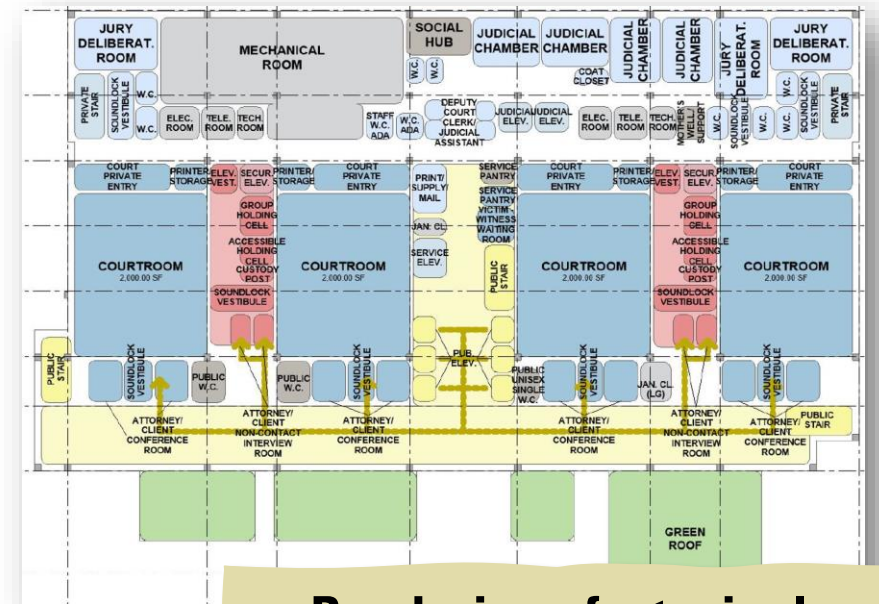 JURY
DELIBERAT.
ROOM
MECHANICAL
ROOM
SOCIAL
HUB
JUDICIAL
CHAMBER
JUDICIAL
CHAMBER
JUDICIAL
CHAMBER
JUDICIAL
CHAMBER
JURY
DELIBERAT.
ROOM
JURY
DELIBERAT.
ROOM
PRIVATE
STAIR
SOUNDLOCK
VESTIBULE
W.C.
W.C.
ELEC.
ROOM
TELE.
ROOM
TECH.
ROOM
W.C.
W.C.
STAFF
W.C.
ADA
W.C.
ADA
DEPUTY
COURT
CLERK/
JUDICIAL
ASSISTANT
JUDICIAL
ELEV.
JUDICIAL
ELEV.
COAT
CLOSET
ELEC.
ROOM
TELE.
ROOM
TECH.
ROOM
MOTHER'S
WELL/
SUPPORT
W.C.
SOUNDLOCK
VESTIBULE
W.C.
W.C.
W.C.
SOUNDLOCK
VESTIBULE
PRIVATE
STAIR
COURT
PRIVATE
ENTRY
PRINTER/
STORAGE
ELEV.
VEST.
SECUR.
ELEV.
PRINTER/
STORAGE
COURT
PRIVATE
ENTRY
PRINT/
SUPPLY/
MAIL
SERVICE
PANTRY
SERVICE
PANTRY
VICTIM-
WITNESS
WAITING
ROOM
COURT
PRIVATE
ENTRY
PRINTER/
STORAGE
ELEV.
VEST.
SECUR.
ELEV.
PRINTER/
STORAGE
COURT
PRIVATE
ENTRY
COURTROOM
2,000.00 SF
GROUP
HOLDING
CELL
ACCESSIBLE
HOLDING
CELL
CUSTODY
POST
SOUNDLOCK
VESTIBULE
COURTROOM
2,000.00 SF
JAN. CL.
SERVICE
ELEV.
PUBLIC
STAIR
COURTROOM
2,000.00 SF
GROUP
HOLDING
CELL
ACCESSIBLE
HOLDING
CELL
CUSTODY
POST
SOUNDLOCK
VESTIBULE
COURTROOM
2,000.00 SF
PUBLIC
STAIR
SOUNDLOCK
VESTIBULE
PUBLIC
W.C.
PUBLIC
W.C.
SOUNDLOCK
VESTIBULE
PUB.
ELEV.
PUBLIC
UNISEX
SINGLE
W.C.
SOUNDLOCK
VESTIBULE
JAN. CL.
(LG)
SOUNDLOCK
VESTIBULE
ATTORNEY/
CLIENT
CONFERENCE
ROOM
ATTORNEY/
CLIENT
NON-CONTACT
INTERVIEW
ROOM
ATTORNEY/
CLIENT
CONFERENCE
ROOM
ATTORNEY/
CLIENT
CONFERENCE
ROOM
ATTORNEY/
CLIENT
NON-CONTACT
INTERVIEW
ROOM
ATTORNEY/
CLIENT
CONFERENCE
ROOM
PUBLIC
STAIR
GREEN
ROOF